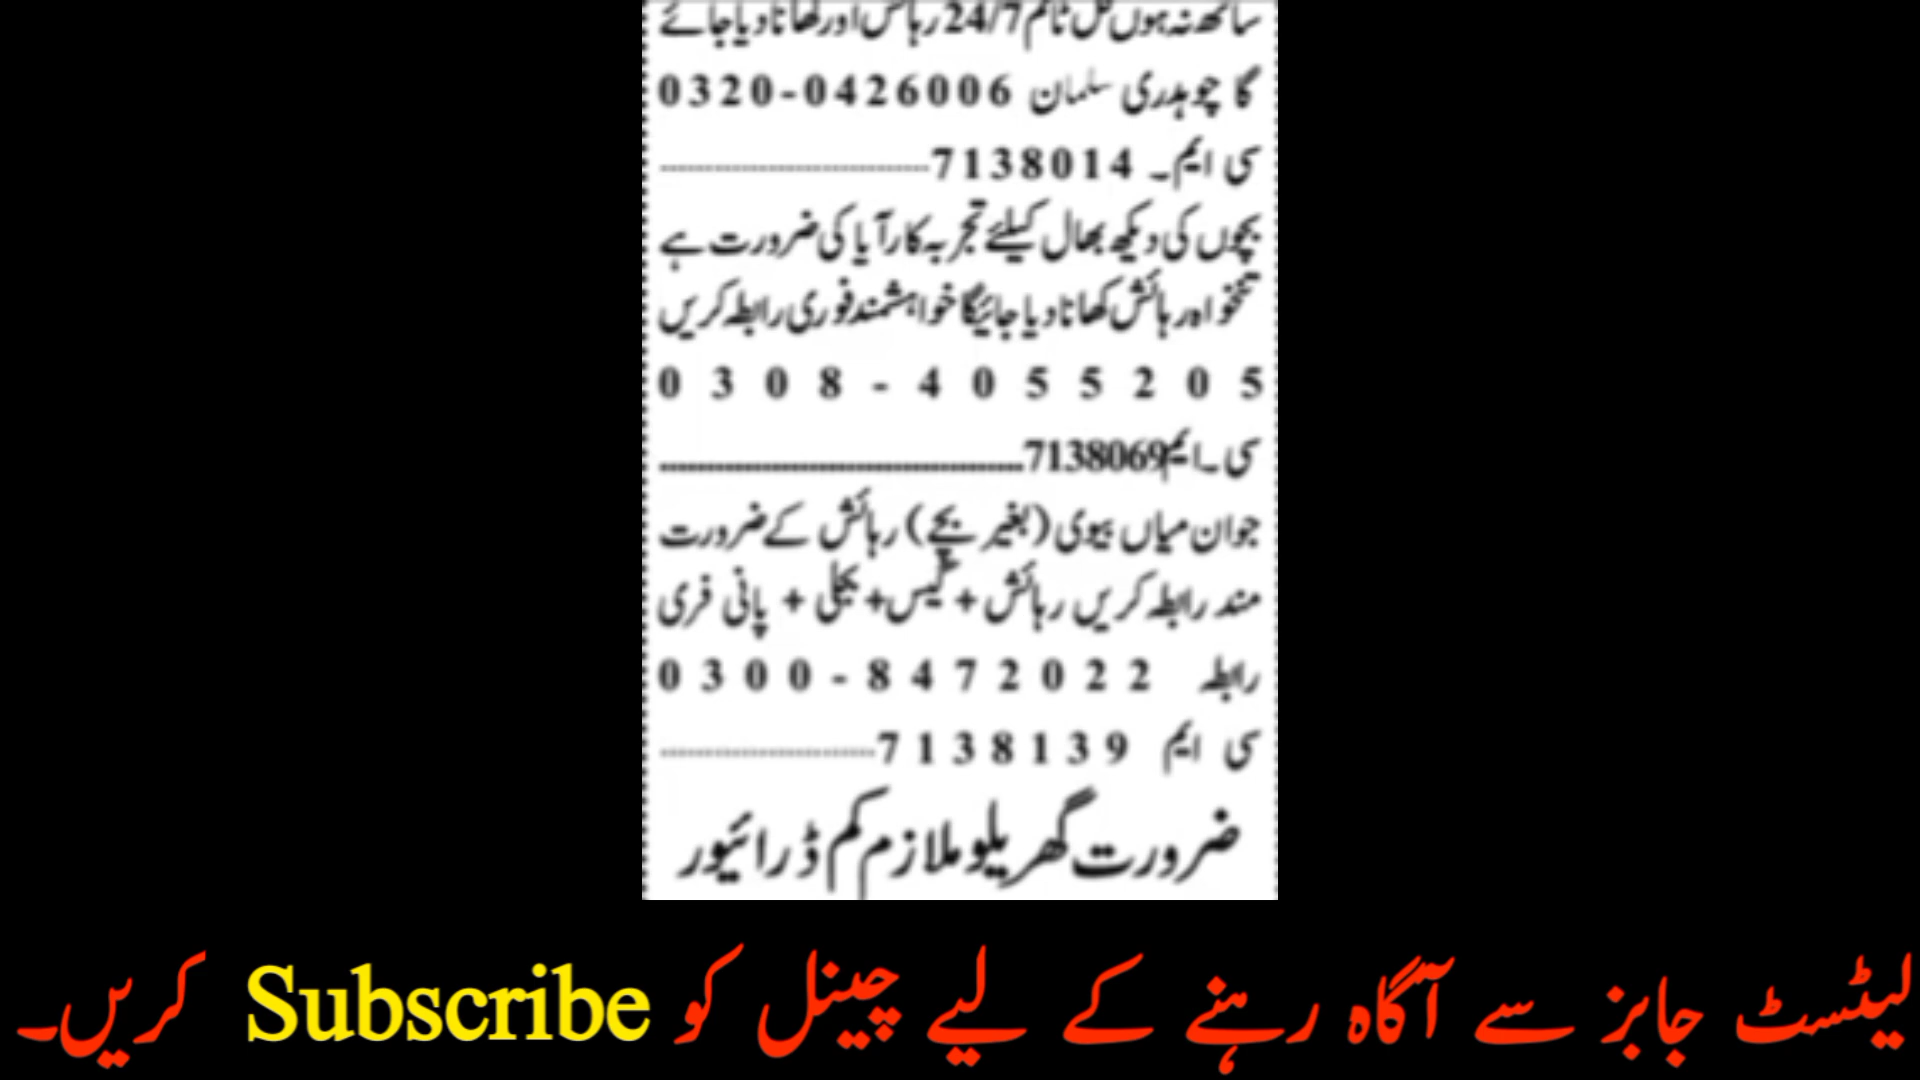 ساتھ نہ ہوں فل ٹائم 24/7 رہائش اور کھانا دیا جائے
گا چوہدری سلمان 0320-0426006
سی ایم۔ 7138014
بچوں کی دیکھ بھال کیلئے تجربہ کار آیا کی ضرورت ہے
تنخواہ رہائش کھانا دیا جائیگا خواہشمند فوری رابطہ کریں
0308-4055205
سی۔ایم 7138069
جوان میاں بیوی (بغیر بچے) رہائش کے ضرورت
مند رابطہ کریں رہائش + گیس + بجلی + پانی فری
رابطہ 0300-8472022
سی ایم 7138139
ضرورت گھریلو ملازم کم ڈرائیور
لیٹسٹ جابز سے آگاہ رہنے کے لیے چینل کو Subscribe کریں۔